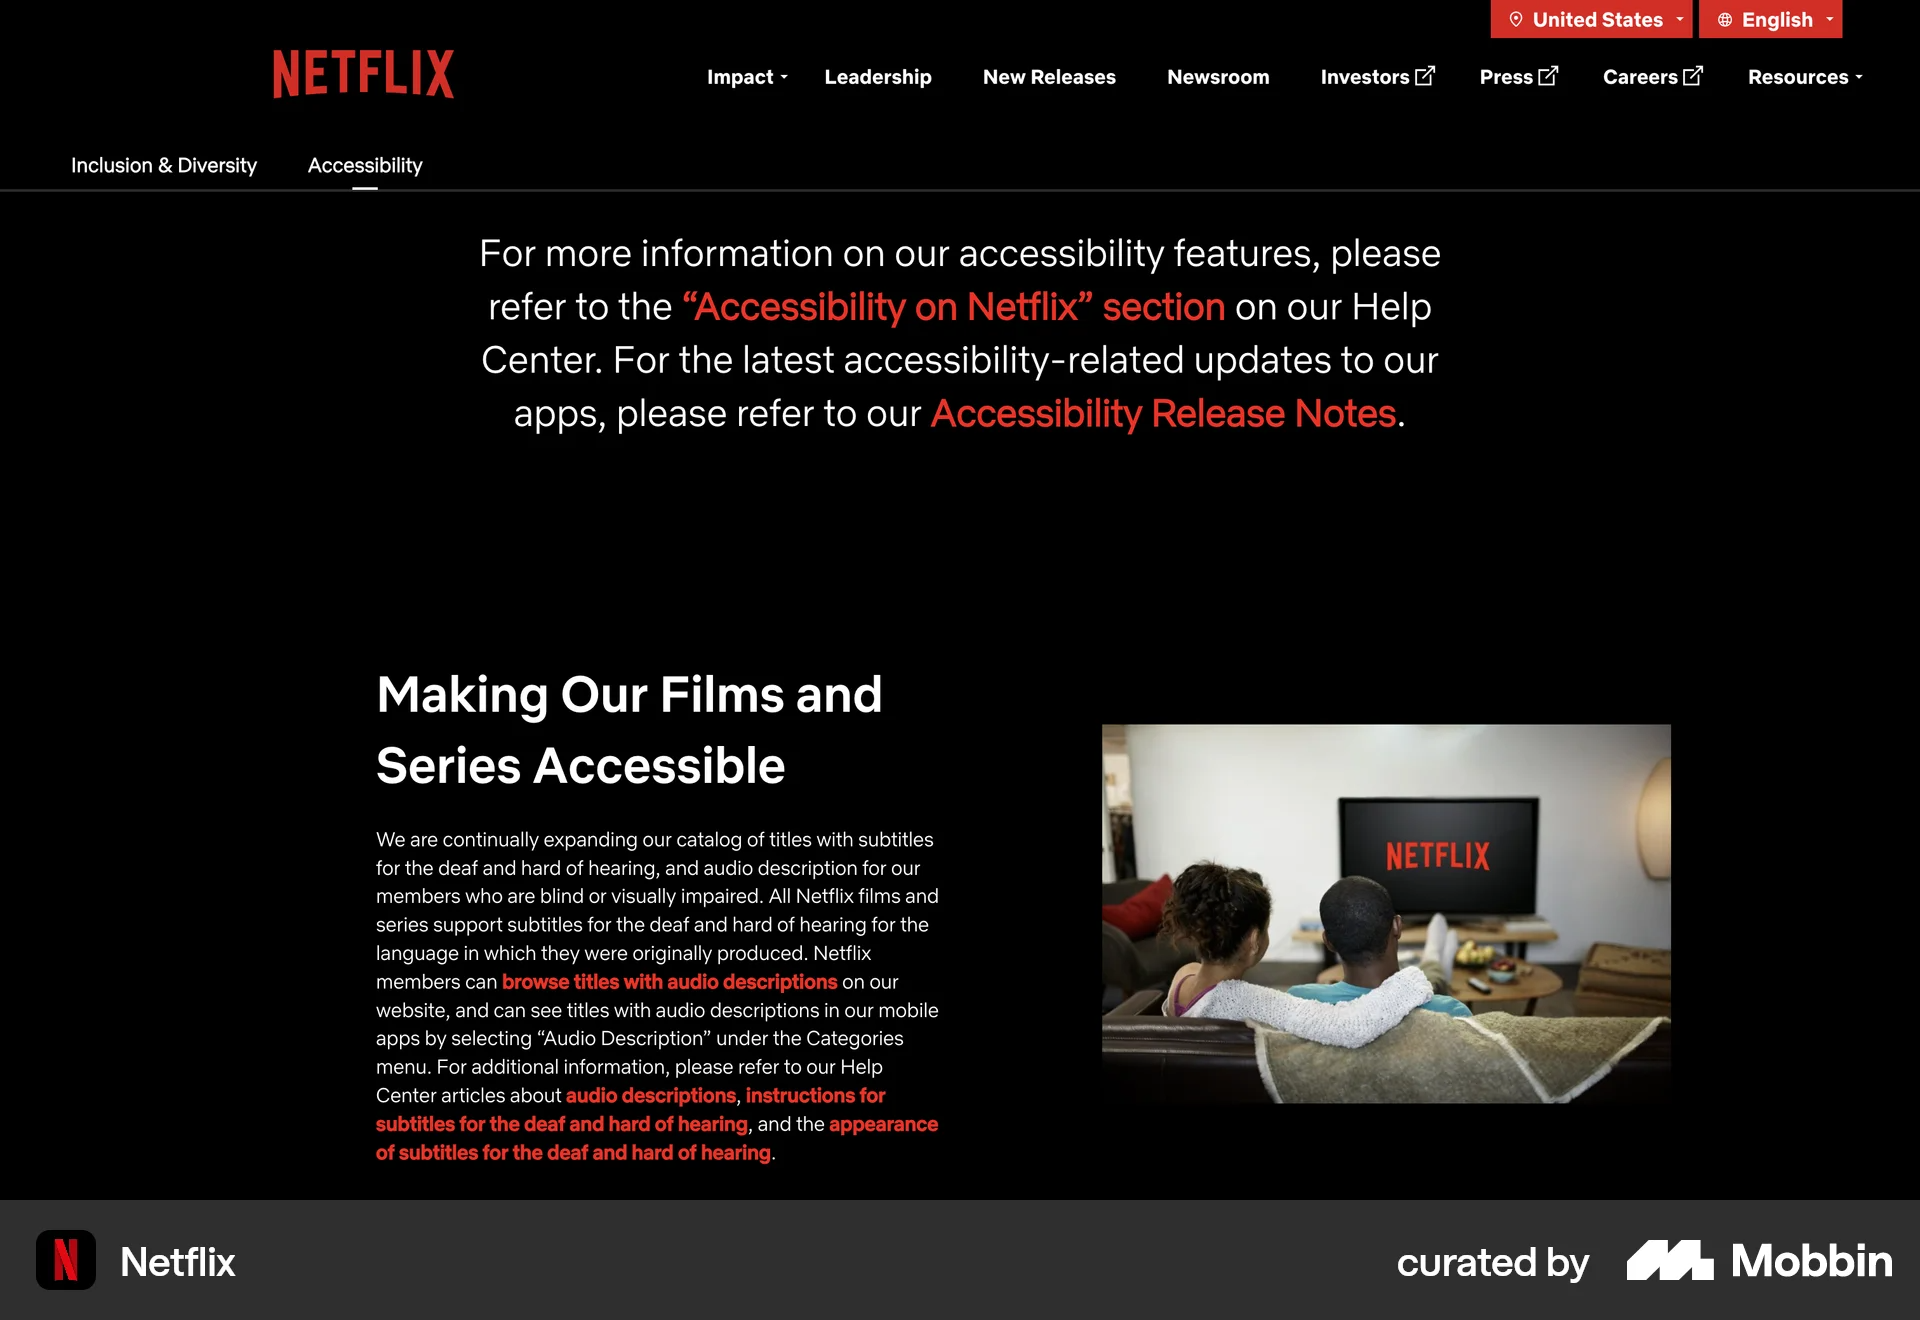 United States
English
NETFLIX
Impact
Leadership
New Releases
Newsroom
Investors
Press
Careers
Resources
Inclusion & Diversity
Accessibility
For more information on our accessibility features, please
refer to the “Accessibility on Netflix” section on our Help
Center. For the latest accessibility-related updates to our
apps, please refer to our Accessibility Release Notes.
Making Our Films and
Series Accessible
We are continually expanding our catalog of titles with subtitles
for the deaf and hard of hearing, and audio description for our
members who are blind or visually impaired. All Netflix films and
series support subtitles for the deaf and hard of hearing for the
language in which they were originally produced. Netflix
members can browse titles with audio descriptions on our
website, and can see titles with audio descriptions in our mobile
apps by selecting “Audio Description” under the Categories
menu. For additional information, please refer to our Help
Center articles about audio descriptions, instructions for
subtitles for the deaf and hard of hearing, and the appearance
of subtitles for the deaf and hard of hearing.
NETFLIX
N
Netflix
curated by
Mobbin